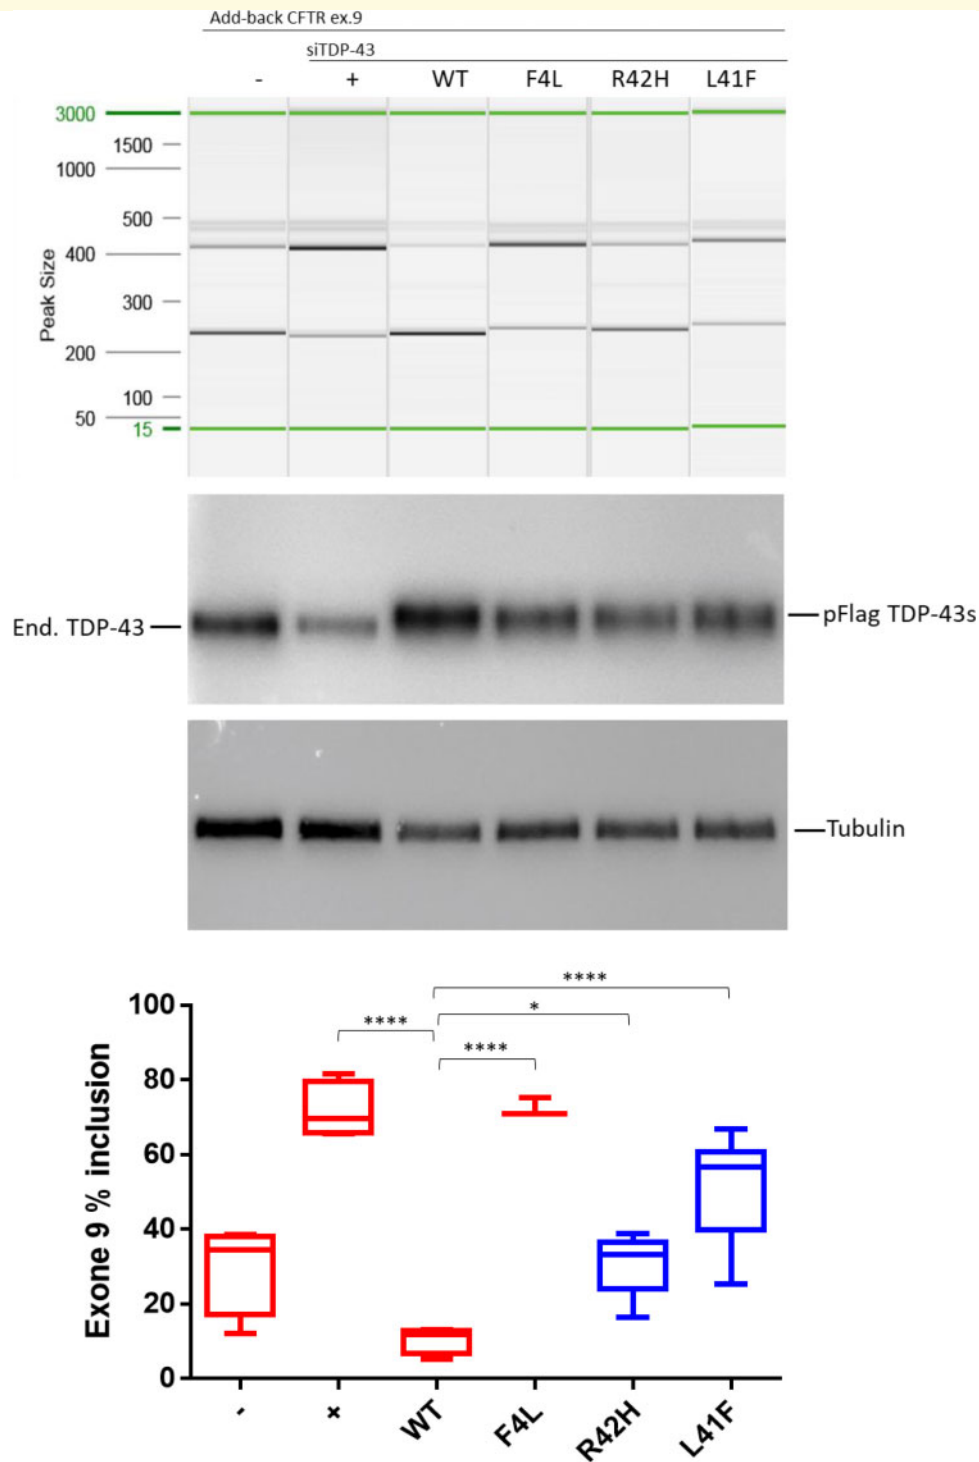 Add-back CFTR ex.9
siTDP-43
- + WT F4L R42H L41F
3000
1500
1000
500
400
300
200
100
50
15
Peak Size
End. TDP-43
pFlag TDP-43s
Tubulin
****
*
****
****
100
80
60
40
20
0
Exone 9 % inclusion
- + WT F4L R42H L41F